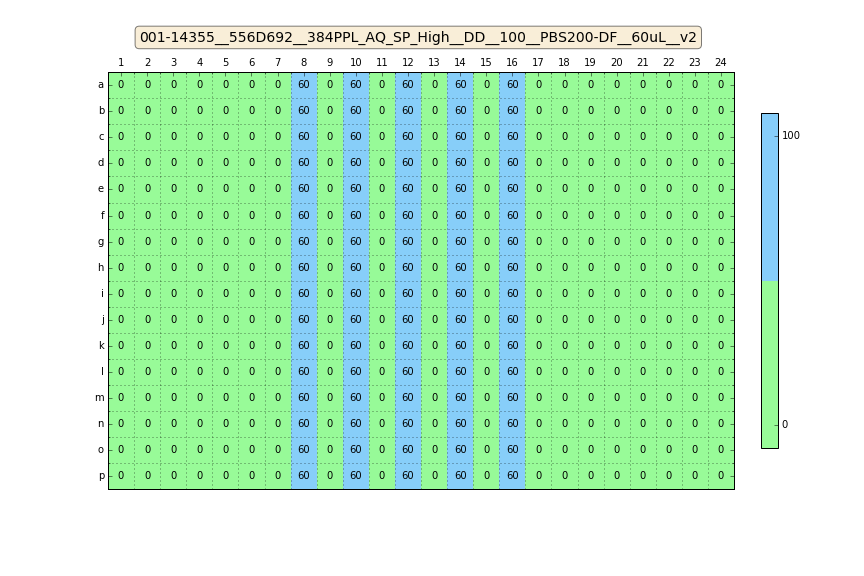 001-14355__556D692__384PPL_AQ_SP_High__DD__100__PBS200-DF__60uL__v2
1 2 3 4 5 6 7 8 9 10 11 12 13 14 15 16 17 18 19 20 21 22 23 24
a 0 0 0 0 0 0 0 60 0 60 0 60 0 60 0 60 0 0 0 0 0 0 0 0
b 0 0 0 0 0 0 0 60 0 60 0 60 0 60 0 60 0 0 0 0 0 0 0 0
100
c 0 0 0 0 0 0 0 60 0 60 0 60 0 60 0 60 0 0 0 0 0 0 0 0
d 0 0 0 0 0 0 0 60 0 60 0 60 0 60 0 60 0 0 0 0 0 0 0 0
e 0 0 0 0 0 0 0 60 0 60 0 60 0 60 0 60 0 0 0 0 0 0 0 0
f 0 0 0 0 0 0 0 60 0 60 0 60 0 60 0 60 0 0 0 0 0 0 0 0
g 0 0 0 0 0 0 0 60 0 60 0 60 0 60 0 60 0 0 0 0 0 0 0 0
h 0 0 0 0 0 0 0 60 0 60 0 60 0 60 0 60 0 0 0 0 0 0 0 0
i 0 0 0 0 0 0 0 60 0 60 0 60 0 60 0 60 0 0 0 0 0 0 0 0
j 0 0 0 0 0 0 0 60 0 60 0 60 0 60 0 60 0 0 0 0 0 0 0 0
k 0 0 0 0 0 0 0 60 0 60 0 60 0 60 0 60 0 0 0 0 0 0 0 0
l 0 0 0 0 0 0 0 60 0 60 0 60 0 60 0 60 0 0 0 0 0 0 0 0
m 0 0 0 0 0 0 0 60 0 60 0 60 0 60 0 60 0 0 0 0 0 0 0 0
n 0 0 0 0 0 0 0 60 0 60 0 60 0 60 0 60 0 0 0 0 0 0 0 0
0
o 0 0 0 0 0 0 0 60 0 60 0 60 0 60 0 60 0 0 0 0 0 0 0 0
p 0 0 0 0 0 0 0 60 0 60 0 60 0 60 0 60 0 0 0 0 0 0 0 0